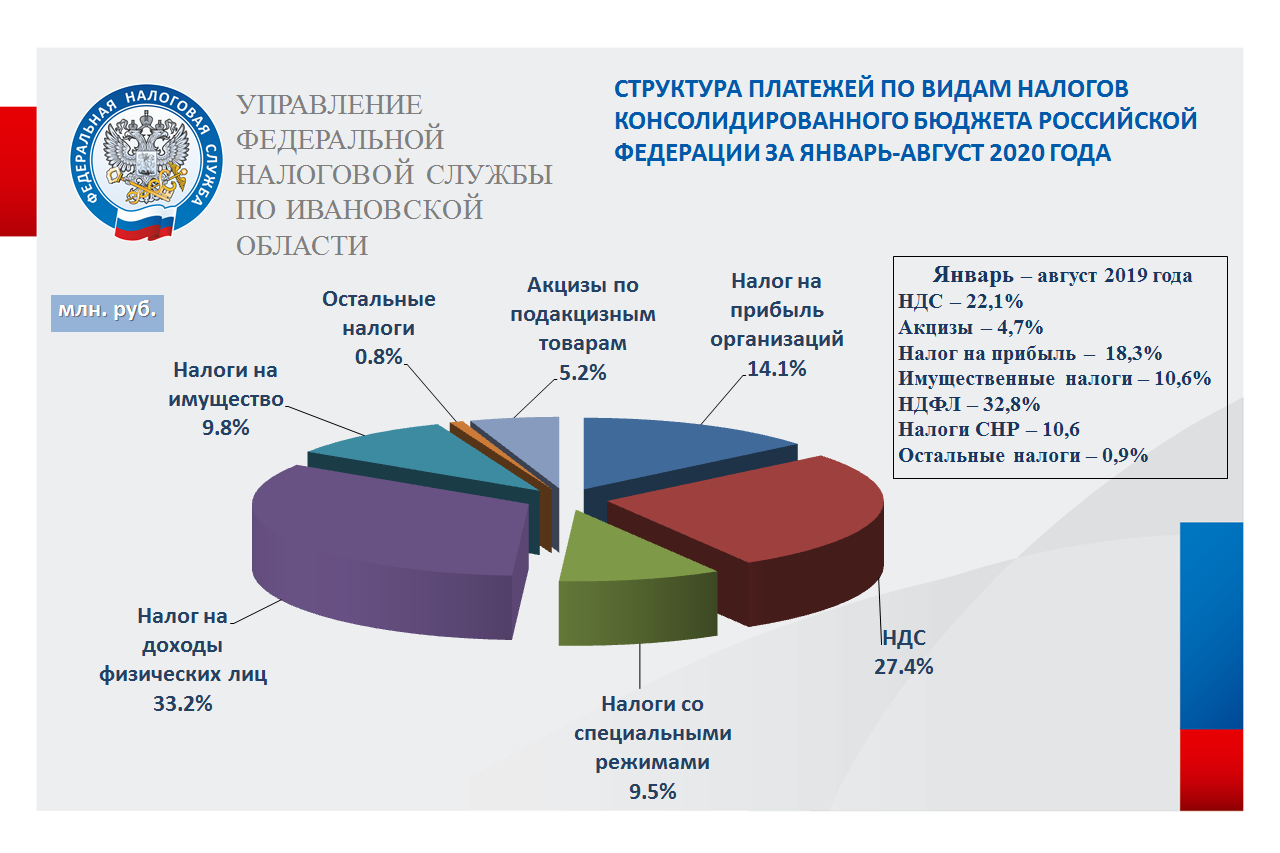 ФЕДЕРАЛЬНАЯ НАЛОГОВАЯ СЛУЖБА
УПРАВЛЕНИЕ
ФЕДЕРАЛЬНОЙ
НАЛОГОВОЙ СЛУЖБЫ
ПО ИВАНОВСКОЙ
ОБЛАСТИ
СТРУКТУРА ПЛАТЕЖЕЙ ПО ВИДАМ НАЛОГОВ
КОНСОЛИДИРОВАННОГО БЮДЖЕТА РОССИЙСКОЙ
ФЕДЕРАЦИИ ЗА ЯНВАРЬ-АВГУСТ 2020 ГОДА
млн. руб.
Остальные
налоги
0.8%
Акцизы по
подакцизным
товарам
5.2%
Налог на
прибыль
организаций
14.1%
Январь – август 2019 года
НДС – 22,1%
Акцизы – 4,7%
Налог на прибыль – 18,3%
Имущественные налоги – 10,6%
НДФЛ – 32,8%
Налоги СНР – 10,6
Остальные налоги – 0,9%
Налоги на
имущество
9.8%
Налог на
доходы
физических лиц
33.2%
НДС
27.4%
Налоги со
специальными
режимами
9.5%